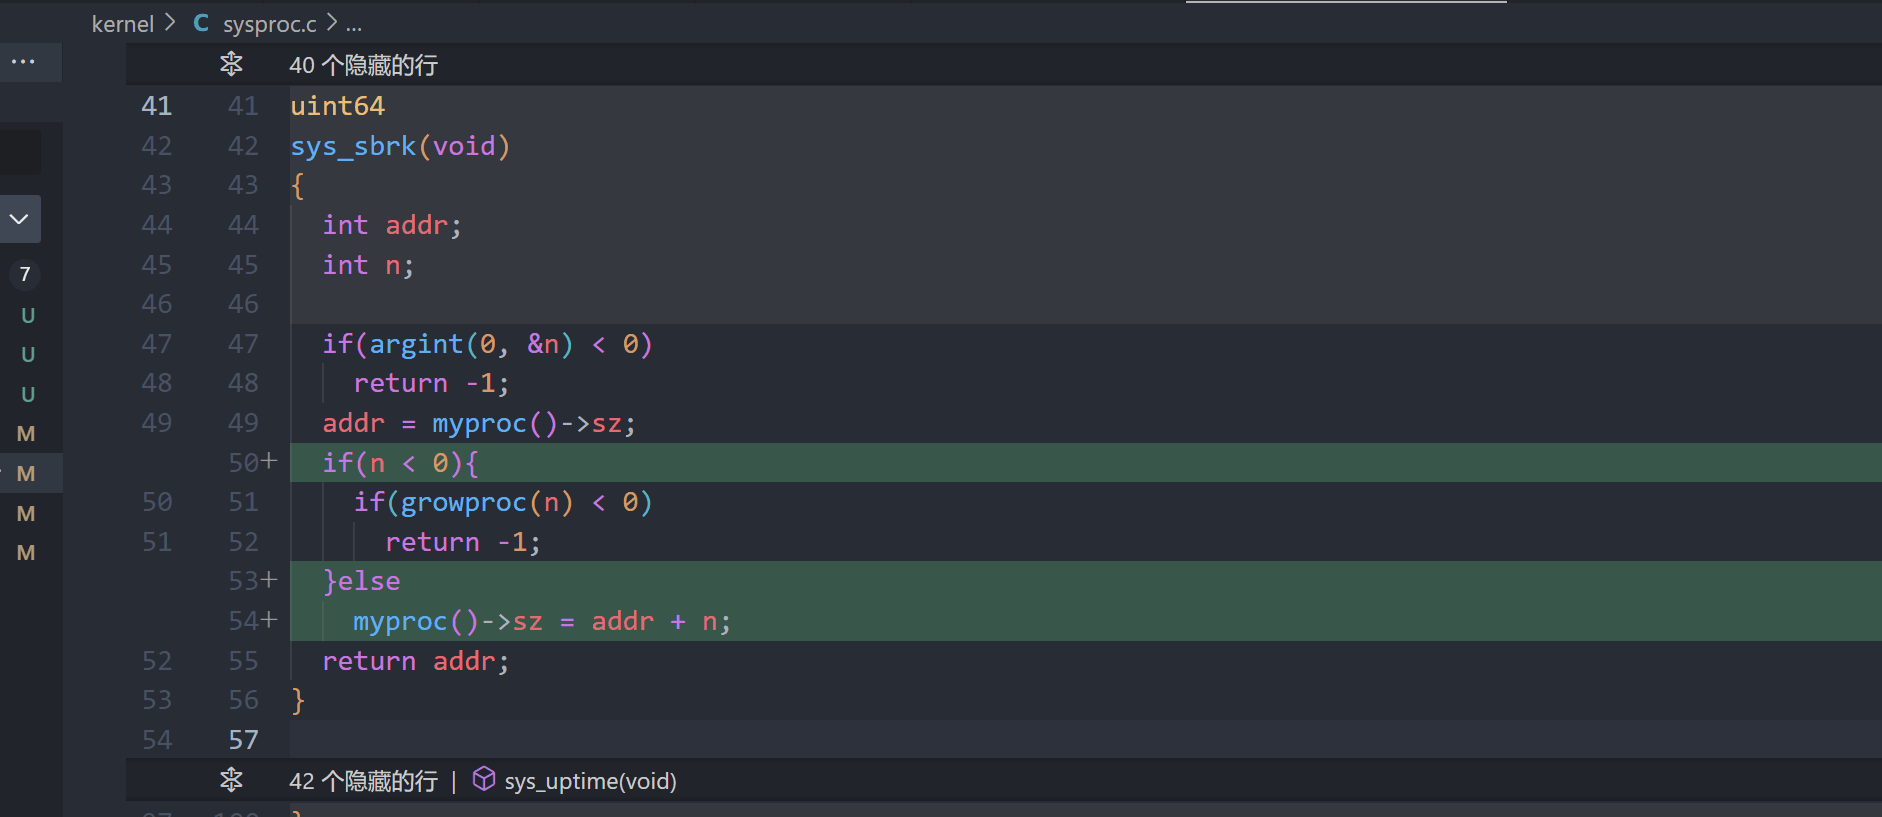 kernel > C sysproc.c > ...
... 40 个隐藏的行
41 41 uint64
42 42 sys_sbrk(void)
43 43 {
44 44 int addr;
45 45 int n;
46 46
47 47 if(argint(0, &n) < 0)
48 48 return -1;
49 49 addr = myproc()->sz;
50+ if(n < 0){
50 51 if(growproc(n) < 0)
51 52 return -1;
53+ }else
54+ myproc()->sz = addr + n;
52 55 return addr;
53 56 }
54 57
42 个隐藏的行 | sys_uptime(void)
7
U
U
U
M
M
M
M